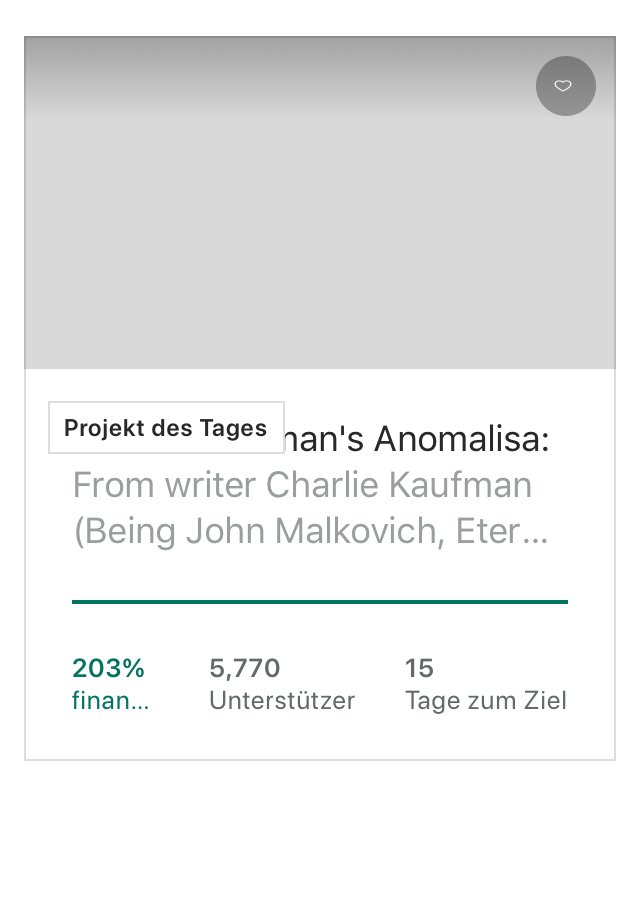 Projekt des Tages
man's Anomalisa:
From writer Charlie Kaufman
(Being John Malkovich, Eter...
203%
finan...
5,770
Unterstützer
15
Tage zum Ziel